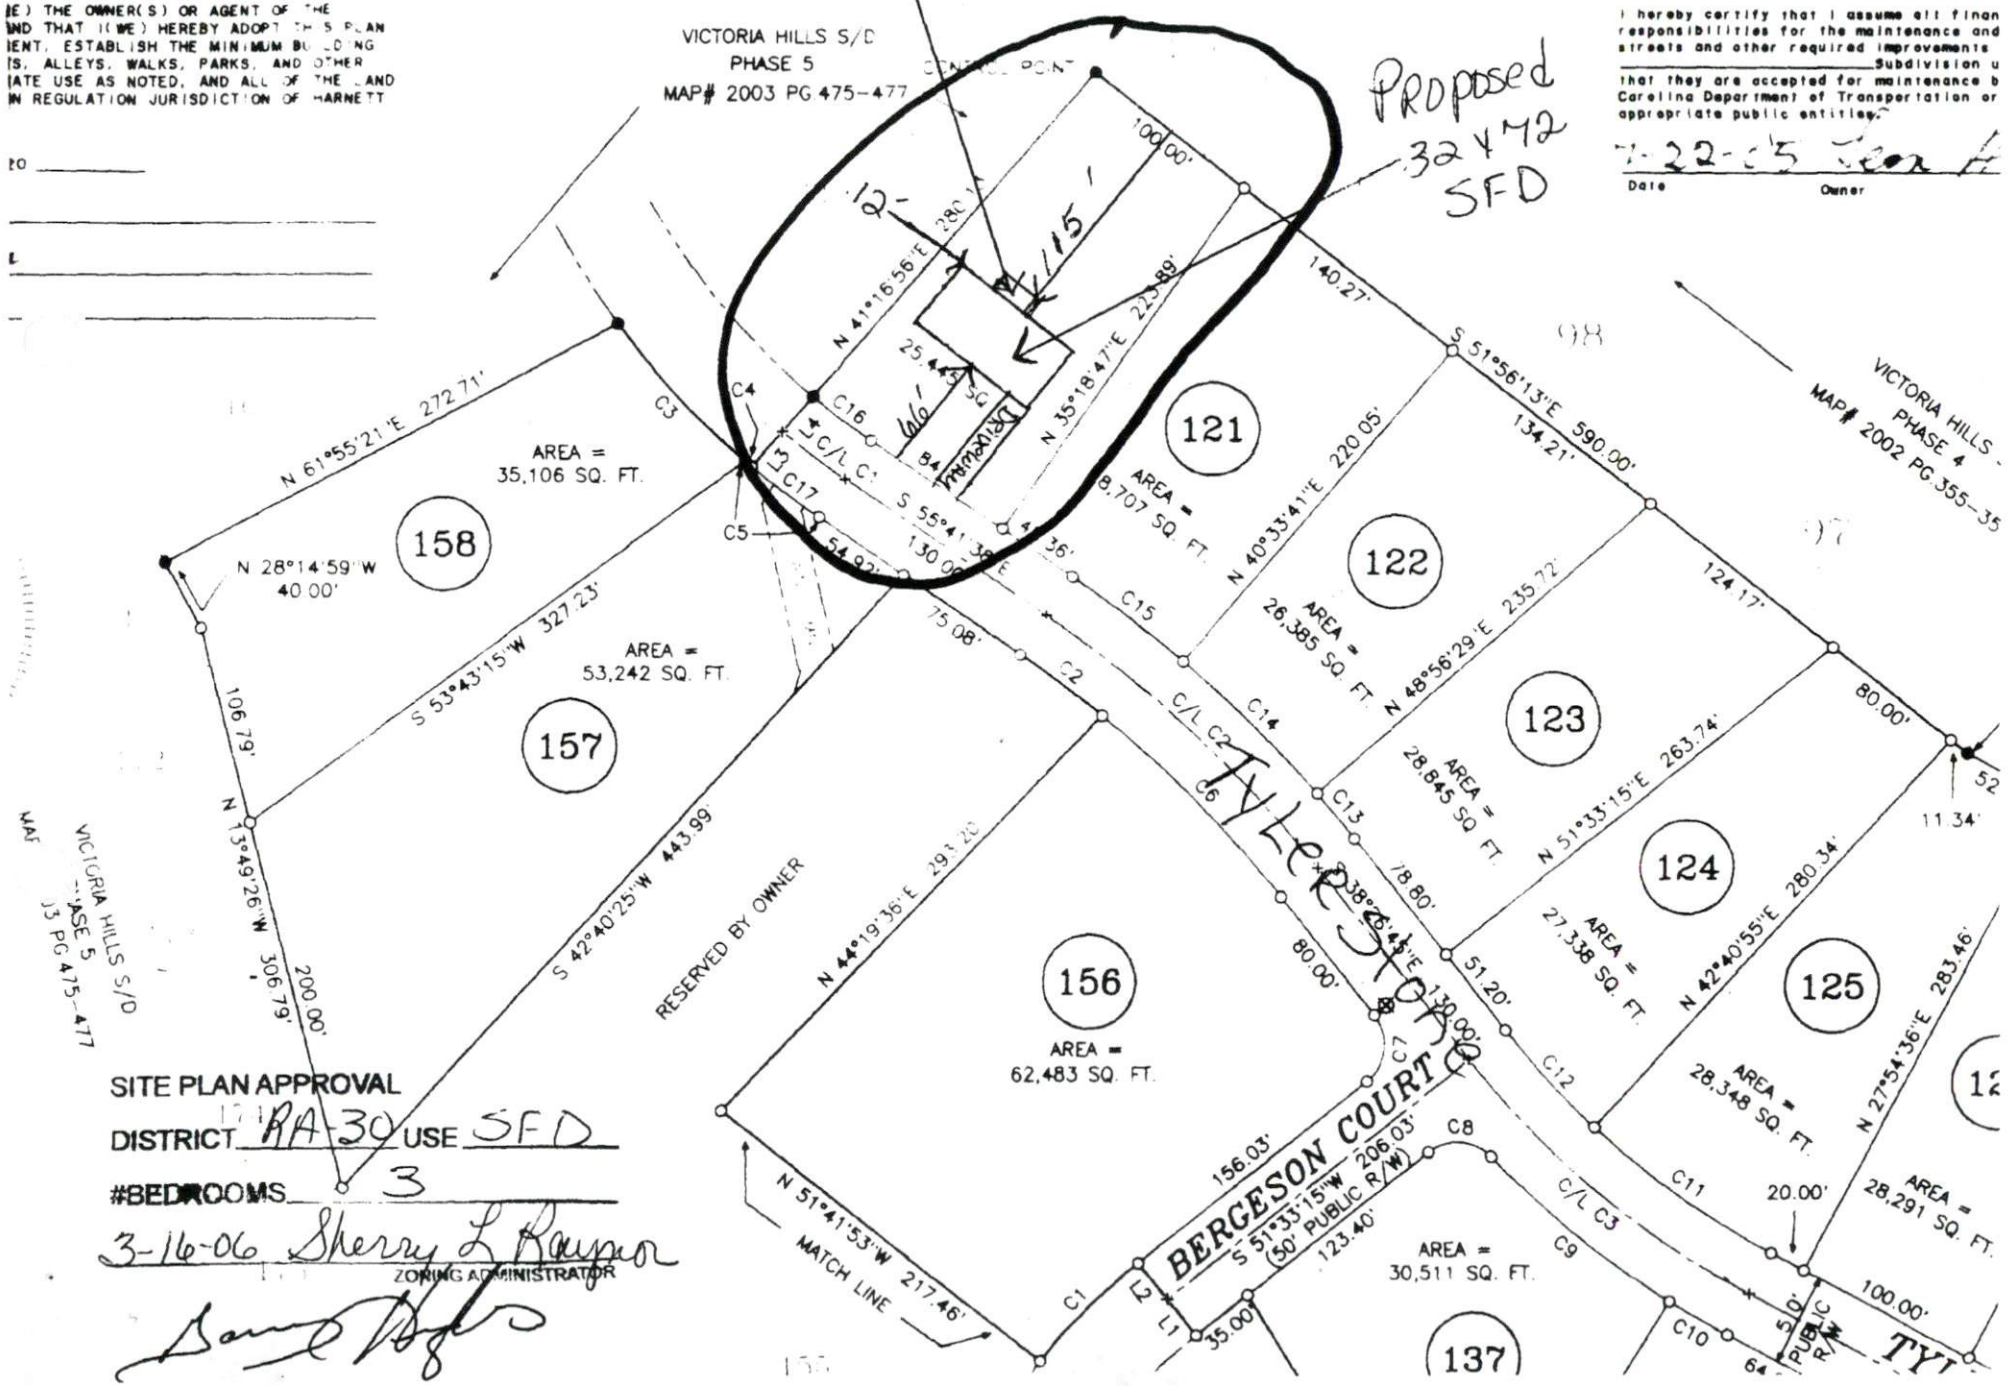 E) THE OWNER(S) OR AGENT OF THE
ND THAT I(WE) HEREBY ADOPT THIS PLAN
ENT, ESTABLISH THE MINIMUM BUILDING
S, ALLEYS, WALKS, PARKS, AND OTHER
ATE USE AS NOTED, AND ALL OF THE LAND
N REGULATION JURISDICTION OF HARNETT
VICTORIA HILLS S/D
PHASE 5
MAP# 2003 PG 475-477
CONTROL POINT
PROPOSED
32 X 72
SFD
I hereby certify that I assume all finan
responsibilities for the maintenance and
streets and other required improvements
Subdivision u
that they are accepted for maintenance b
Carolina Department of Transportation or
appropriate public entities.
Date
Owner
100.00'
12'
115'
N 41°16'56"E 280.
N 35°18'47"E 223.89'
25,445
SQ
66'
DRIVEWAY
84
C16
C4
L4
L3
C/L C1
C17
C5
C3
S 55°41'38"E
130.00
54.92'
36'
75.08'
C2
C15
N 61°55'21"E 272.71'
AREA =
35,106 SQ. FT.
158
N 28°14'59"W
40.00'
S 53°43'15"W 327.23'
AREA =
53,242 SQ. FT.
157
106.79'
N 13°49'26"W 306.79'
200.00'
S 42°40'25"W 443.99'
RESERVED BY OWNER
VICTORIA HILLS S/D
PG 475-477
140.27'
S 51°56'13"E 590.00'
134.21'
98
97
VICTORIA HILLS
PHASE 4
MAP# 2002 PG.355-35
121
AREA =
8,707 SQ. FT.
N 40°33'41"E 220.05'
122
AREA =
26,385 SQ. FT.
N 48°56'29"E 235.72'
124.17'
123
AREA =
28,845 SQ. FT.
N 51°33'15"E 263.74'
80.00'
11.34'
52
124
AREA =
27,338 SQ. FT.
N 42°40'55"E 280.34'
125
AREA =
28,348 SQ. FT.
N 27°54'36"E 283.46'
12
AREA =
28,291 SQ. FT.
C14
C/L C2
C13
C6
TYLERSTONE
78.80'
38°26'45"E 130.00'
51.20'
80.00'
C7
C12
C11
20.00'
N 44°19'36"E 293.20'
156
AREA =
62,483 SQ. FT.
156.03'
BERGESON COURT
S 51°33'15"W 206.03'
(50' PUBLIC R/W)
123.40'
C8
C/L C3
C9
N 51°41'53"W 217.46'
MATCH LINE
C1
L2
L1
35.00'
AREA =
30,511 SQ. FT.
137
C10
64
50'
PUBLIC
R/W
100.00'
TYL
SITE PLAN APPROVAL
DISTRICT RA-30 USE SFD
#BEDROOMS 3
3-16-06 Sherry L Raynor
ZONING ADMINISTRATOR